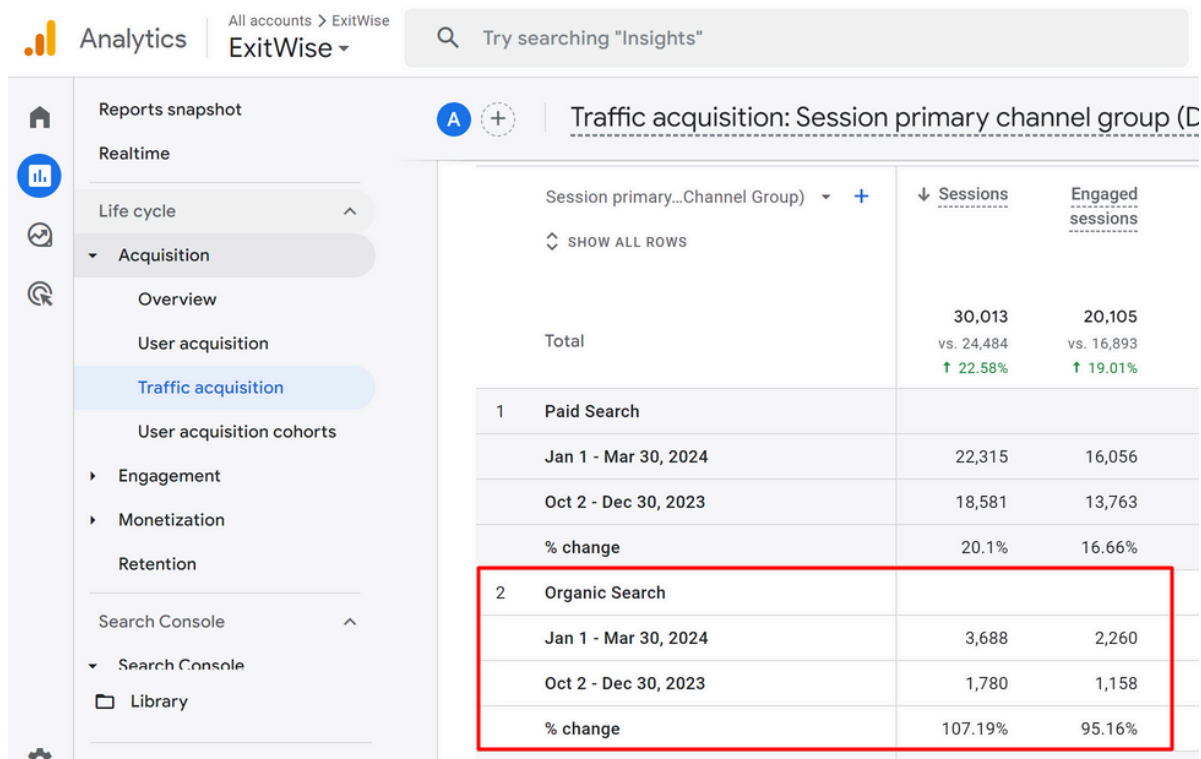 All accounts > ExitWise
Analytics
ExitWise
Try searching "Insights"
Reports snapshot
Realtime
Life cycle
Acquisition
Overview
User acquisition
Traffic acquisition
User acquisition cohorts
Engagement
Monetization
Retention
Search Console
Search Console
Library
A + Traffic acquisition: Session primary channel group (D
Session primary...Channel Group) +
↓ Sessions
Engaged
sessions
SHOW ALL ROWS
30,013 20,105
Total vs. 24,484 vs. 16,893
↑ 22.58% ↑ 19.01%
1 Paid Search
Jan 1 - Mar 30, 2024 22,315 16,056
Oct 2 - Dec 30, 2023 18,581 13,763
% change 20.1% 16.66%
2 Organic Search
Jan 1 - Mar 30, 2024 3,688 2,260
Oct 2 - Dec 30, 2023 1,780 1,158
% change 107.19% 95.16%